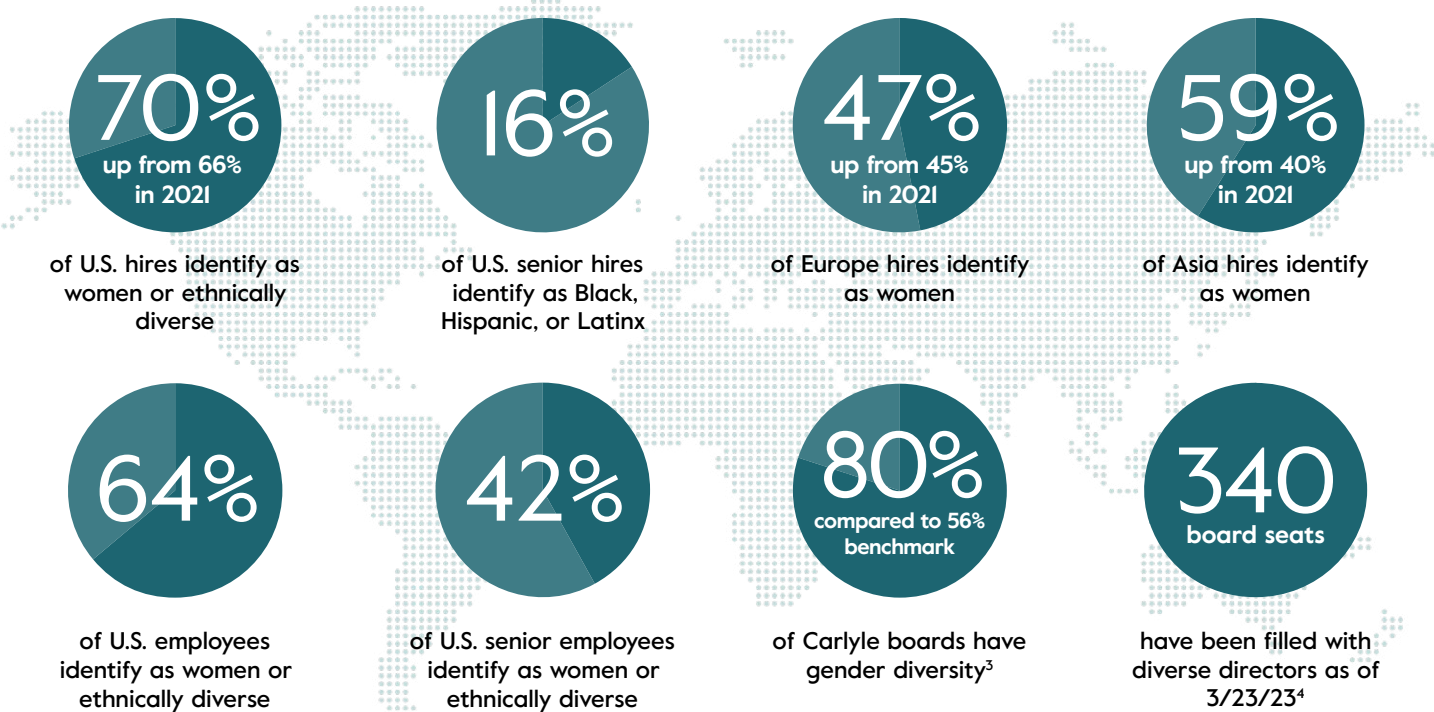 70%
up from 66%
in 2021
of U.S. hires identify as
women or ethnically
diverse
16%
of U.S. senior hires
identify as Black,
Hispanic, or Latinx
47%
up from 45%
in 2021
of Europe hires identify
as women
59%
up from 40%
in 2021
of Asia hires identify
as women
64%
of U.S. employees
identify as women or
ethnically diverse
42%
of U.S. senior employees
identify as women or
ethnically diverse
80%
compared to 56%
benchmark
of Carlyle boards have
gender diversity³
340
board seats
have been filled with
diverse directors as of
3/23/23⁴